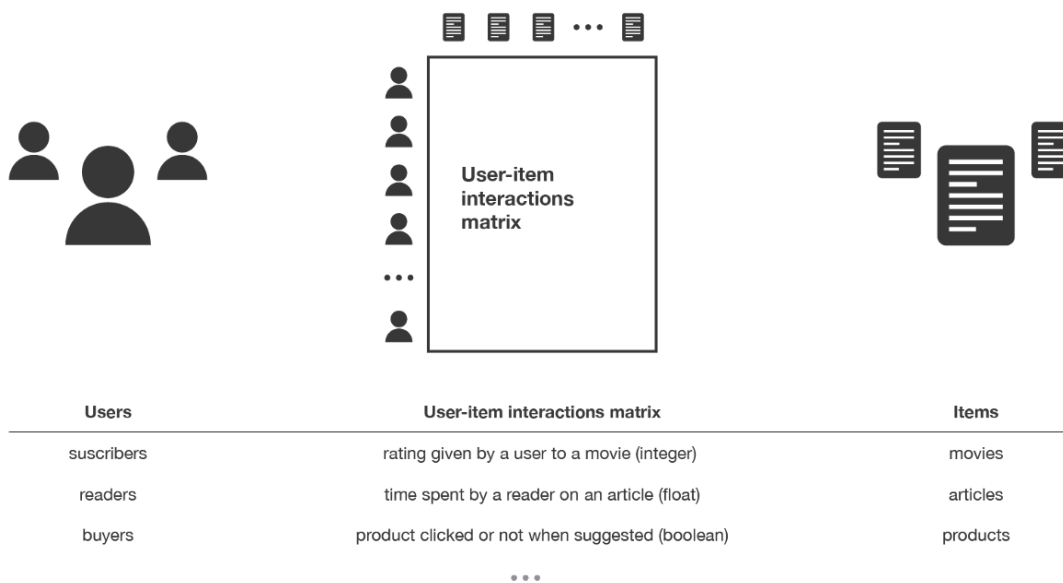 User-item
interactions
matrix
Users User-item interactions matrix Items
suscribers rating given by a user to a movie (integer) movies
readers time spent by a reader on an article (float) articles
buyers product clicked or not when suggested (boolean) products